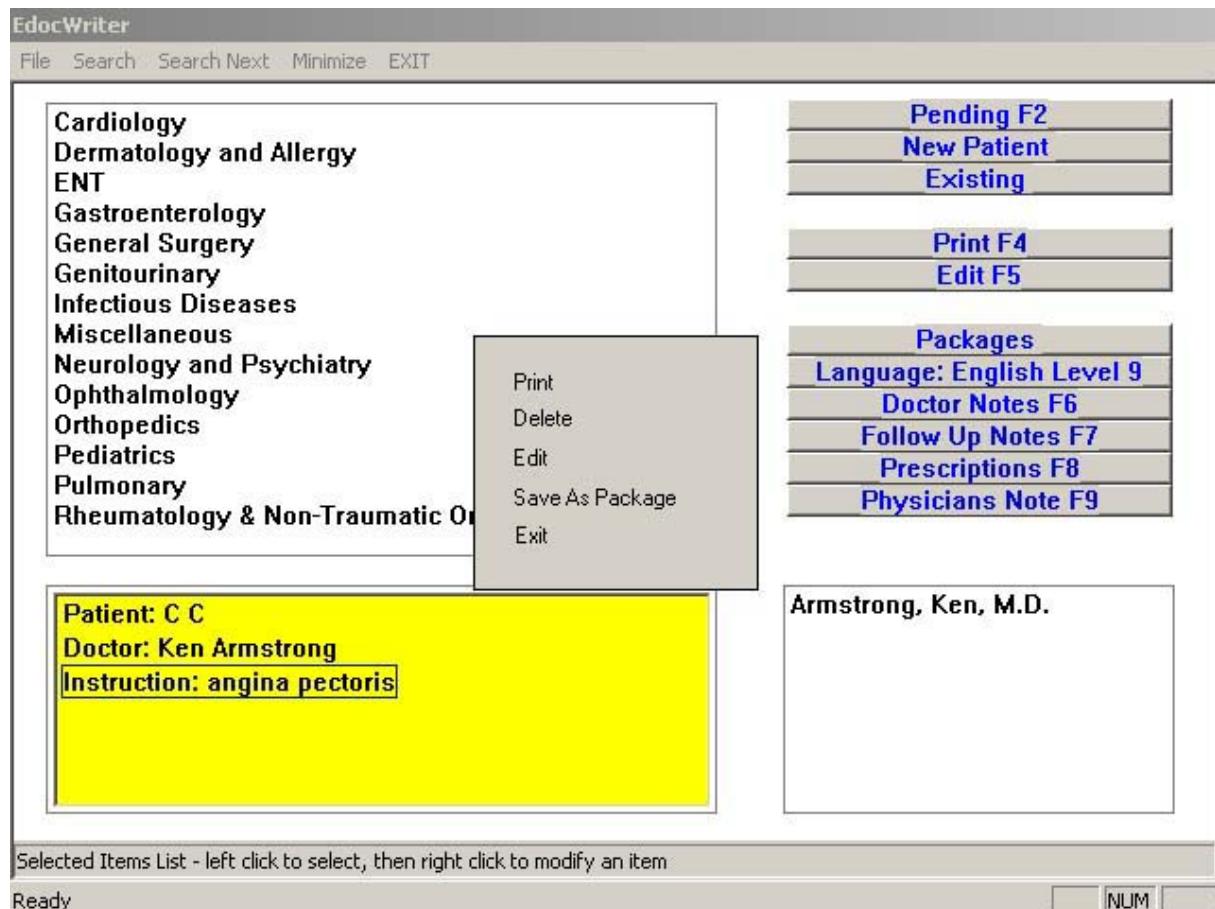 EdocWriter
File Search Search Next Minimize EXIT
Cardiology
Dermatology and Allergy
ENT
Gastroenterology
General Surgery
Genitourinary
Infectious Diseases
Miscellaneous
Neurology and Psychiatry
Ophthalmology
Orthopedics
Pediatrics
Pulmonary
Rheumatology & Non-Traumatic
Print
Delete
Edit
Save As Package
Exit
Pending F2
New Patient
Existing
Print F4
Edit F5
Packages
Language: English Level 9
Doctor Notes F6
Follow Up Notes F7
Prescriptions F8
Physicians Note F9
Patient: C C
Doctor: Ken Armstrong
Instruction: angina pectoris
Armstrong, Ken, M.D.
Selected Items List - left click to select, then right click to modify an item
Ready
NUM